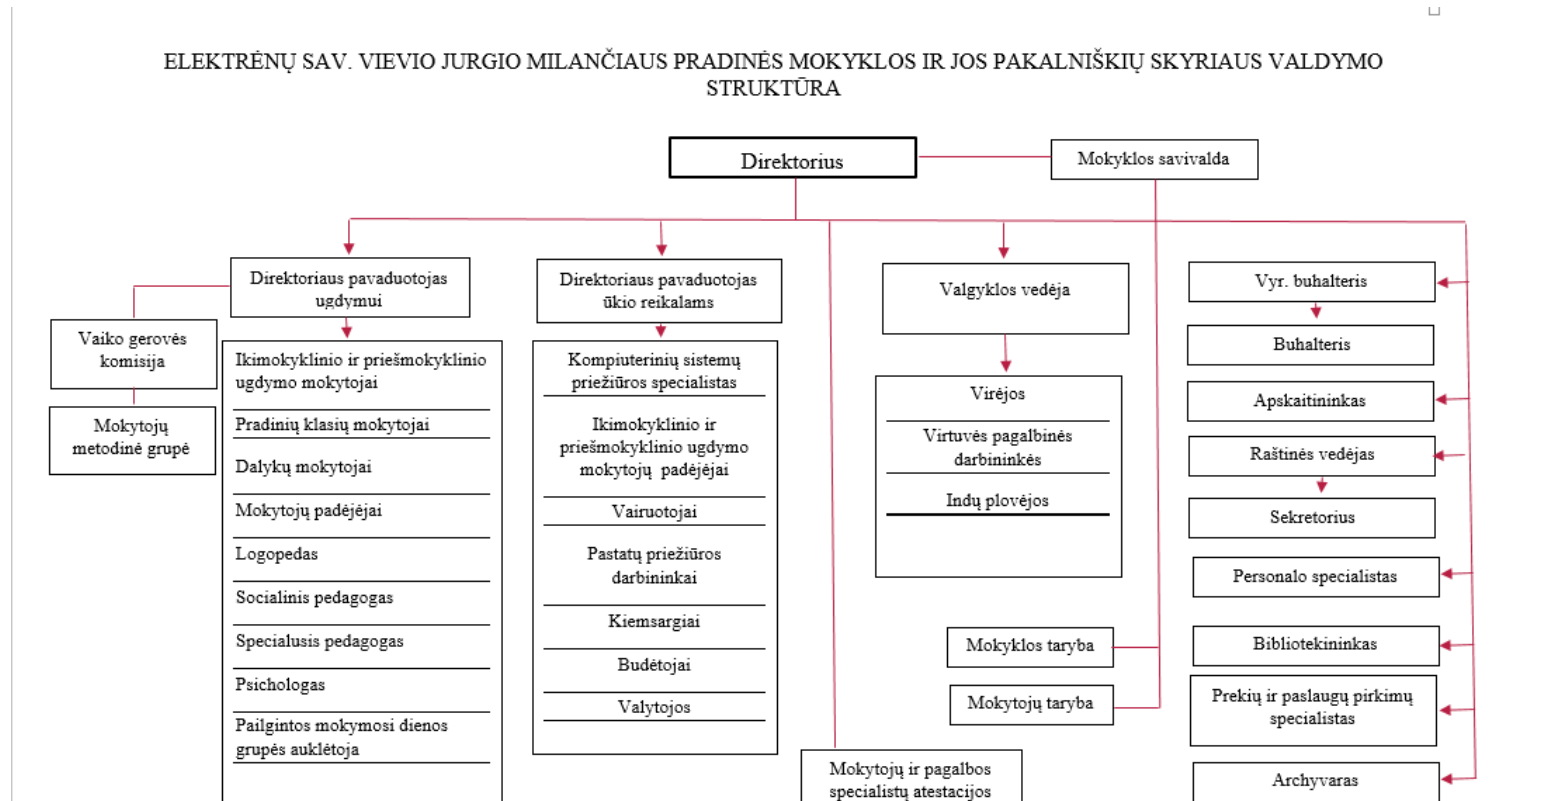 ELEKTRĖNŲ SAV. VIEVIO JURGIO MILANČIAUS PRADINĖS MOKYKLOS IR JOS PAKALNIŠKIŲ SKYRIAUS VALDYMO
STRUKTŪRA
Direktorius
Mokyklos savivalda
Direktoriaus pavaduotojas
ugdymui
Vaiko gerovės
komisija
Mokytojų
metodinė grupė
Ikimokyklinio ir priešmokyklinio
ugdymo mokytojai
Pradinių klasių mokytojai
Dalykų mokytojai
Mokytojų padėjėjai
Logopedas
Socialinis pedagogas
Specialusis pedagogas
Psichologas
Pailgintos mokymosi dienos
grupės auklėtoja
Direktoriaus pavaduotojas
ūkio reikalams
Kompiuterinių sistemų
priežiūros specialistas
Ikimokyklinio ir
priešmokyklinio ugdymo
mokytojų padėjėjai
Vairuotojai
Pastatų priežiūros
darbininkai
Kiemsargiai
Budėtojai
Valytojos
Valgyklos vedėja
Virėjos
Virtuvės pagalbinės
darbininkės
Indų plovėjos
Mokyklos taryba
Mokytojų taryba
Mokytojų ir pagalbos
specialistų atestacijos
Vyr. buhalteris
Buhalteris
Apskaitininkas
Raštinės vedėjas
Sekretorius
Personalo specialistas
Bibliotekininkas
Prekių ir paslaugų pirkimų
specialistas
Archyvaras